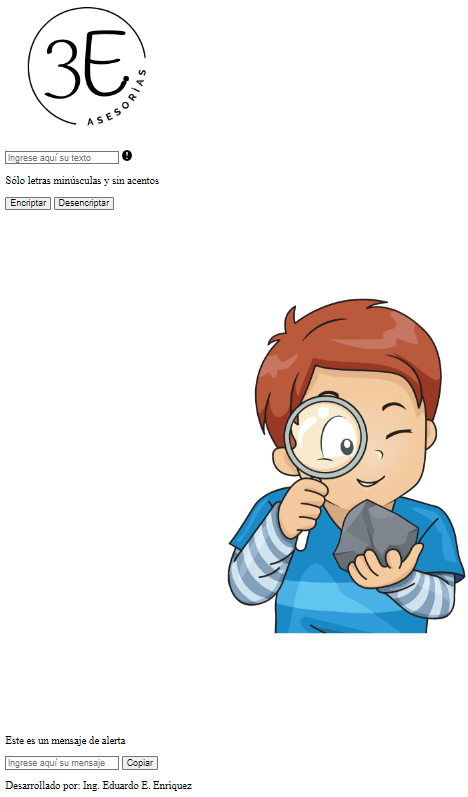 3E
ASESORÍAS
Ingrese aquí su texto
Sólo letras minúsculas y sin acentos
Encriptar Desencriptar
Este es un mensaje de alerta
Ingrese aquí su mensaje Copiar
Desarrollado por: Ing. Eduardo E. Enriquez